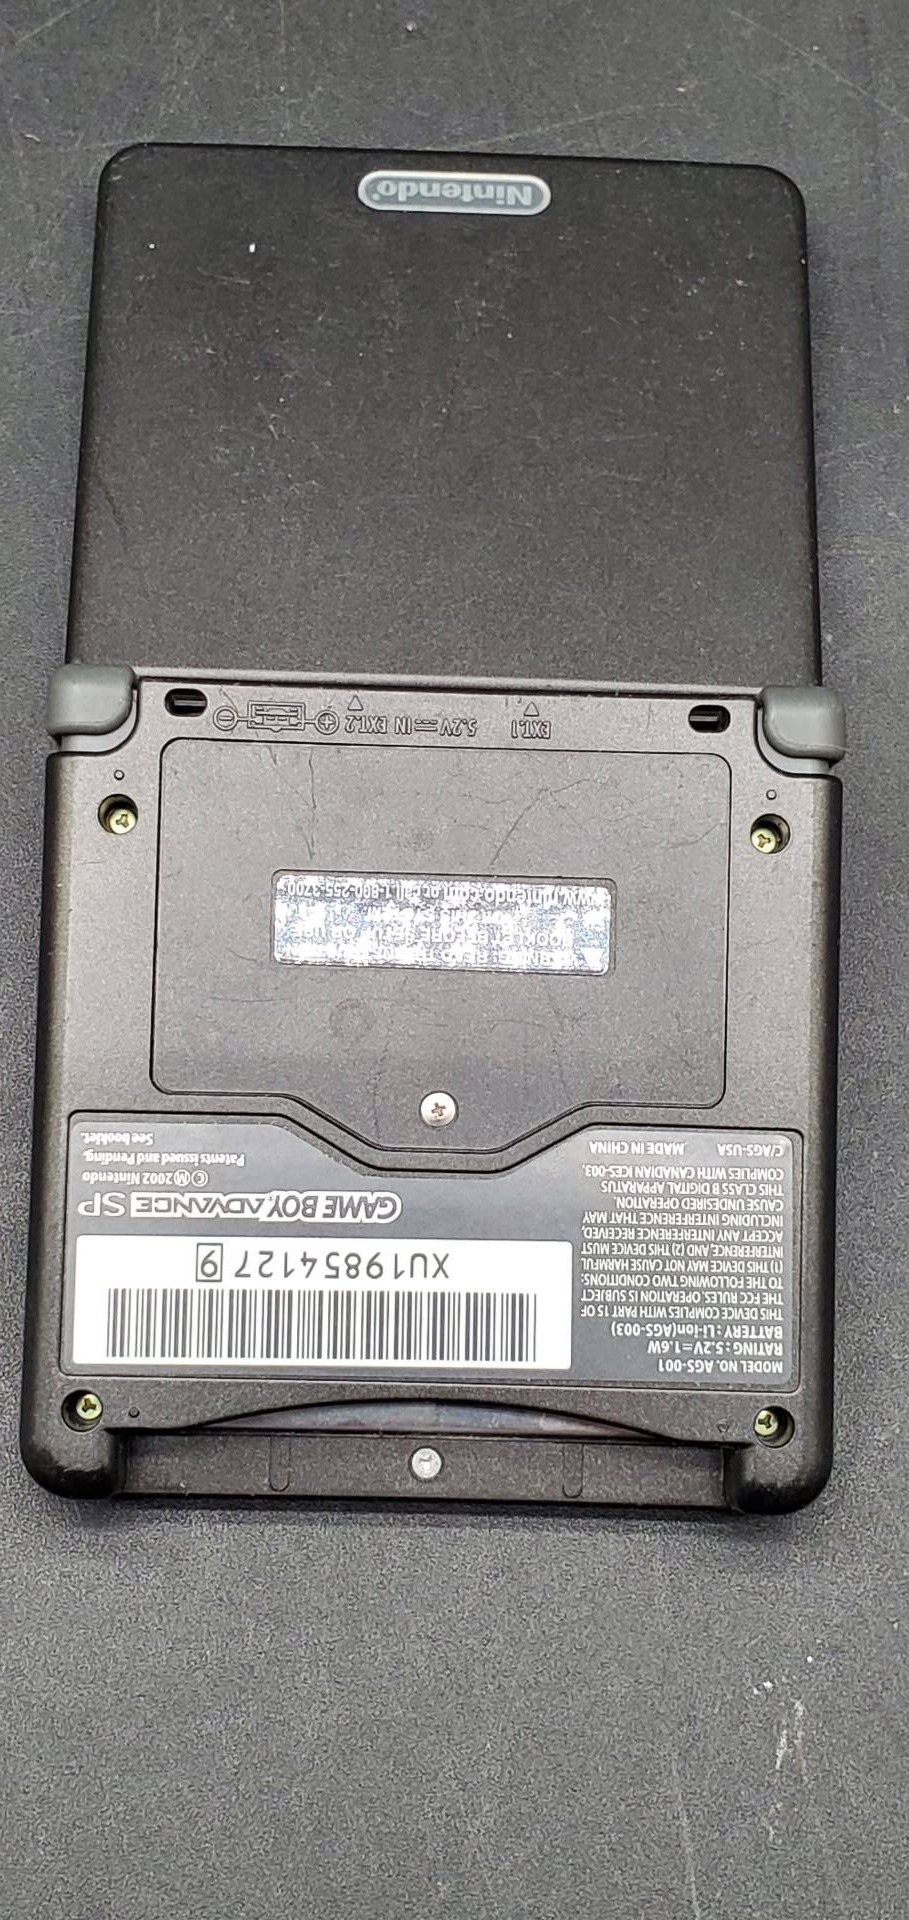 MODEL NO. AGS-001
RATING: 5.2V⎓1.6W
BATTERY: Li-ion(AGS-003)
THIS DEVICE COMPLIES WITH PART 15 OF
THE FCC RULES. OPERATION IS SUBJECT
TO THE FOLLOWING TWO CONDITIONS:
(1) THIS DEVICE MAY NOT CAUSE HARMFUL
INTERFERENCE, AND (2) THIS DEVICE MUST
ACCEPT ANY INTERFERENCE RECEIVED,
INCLUDING INTERFERENCE THAT MAY
CAUSE UNDESIRED OPERATION.
THIS CLASS B DIGITAL APPARATUS
COMPLIES WITH CANADIAN ICES-003.
C/AGS-USA MADE IN CHINA
XU19854127 9
GAME BOY ADVANCE SP
Ⓜ 2002 Nintendo
Patents issued and Pending.
See booklet.
READ
BOOKLET BEFORE FOR USE
www.nintendo.com or call 1-800-255-3700
EXT.1 5.2V⎓IN EXT.2
Nintendo®